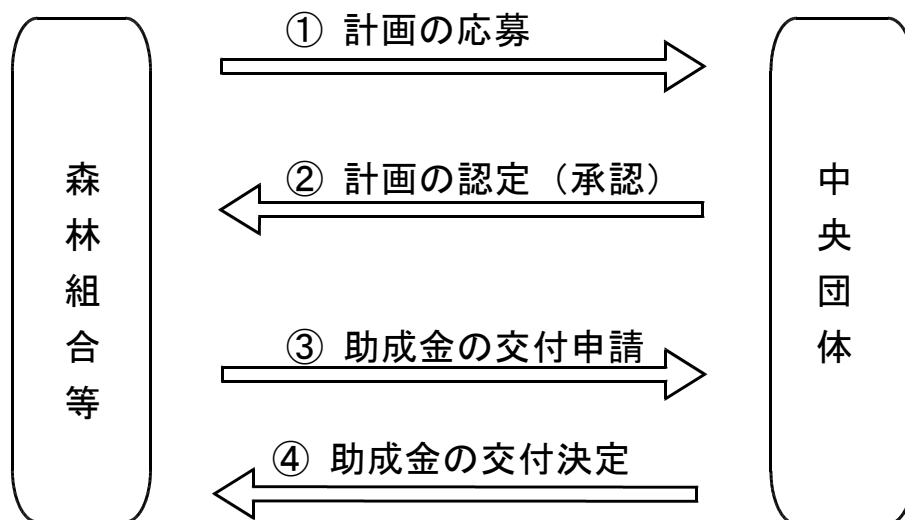 ① 計画の応募
② 計画の認定（承認）
③ 助成金の交付申請
④ 助成金の交付決定
森林組合等
中央団体